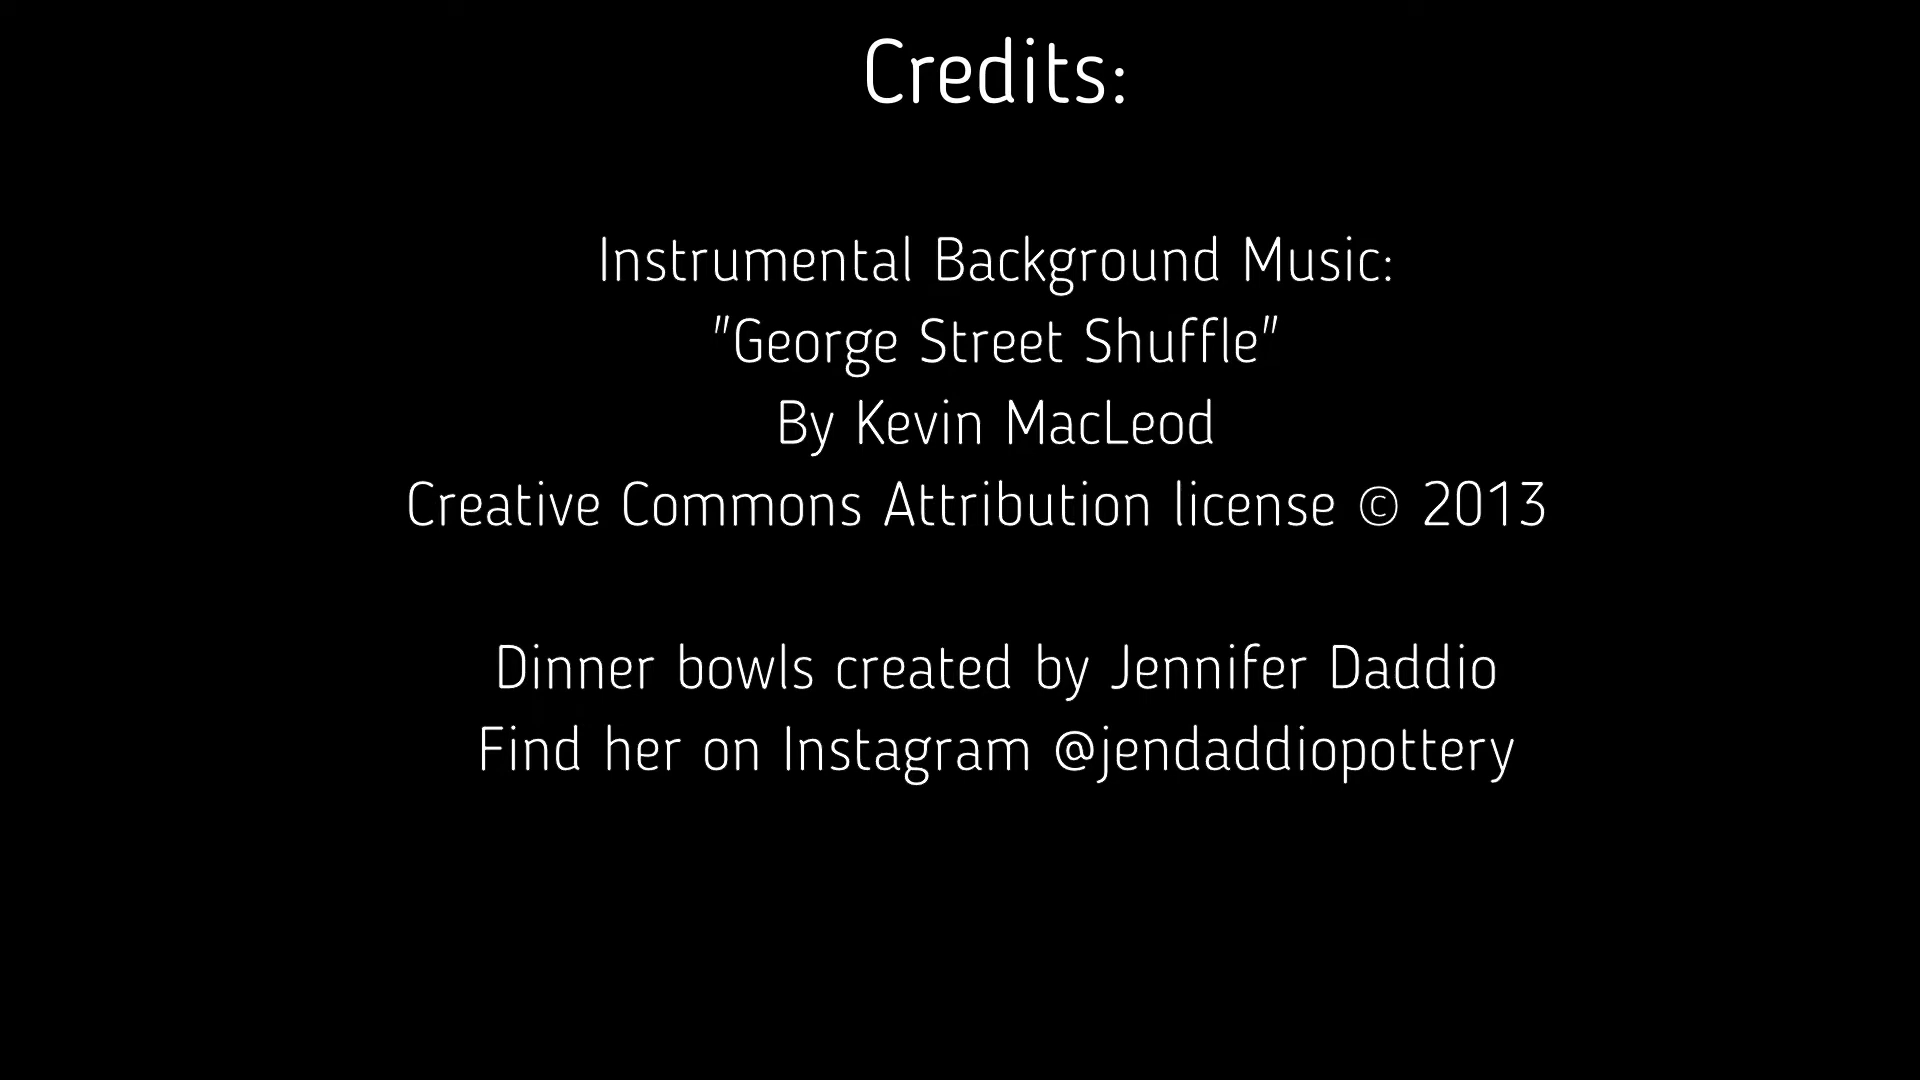 Credits:
Instrumental Background Music:
"George Street Shuffle"
By Kevin MacLeod
Creative Commons Attribution license © 2013
Dinner bowls created by Jennifer Daddio
Find her on Instagram @jendaddiopottery